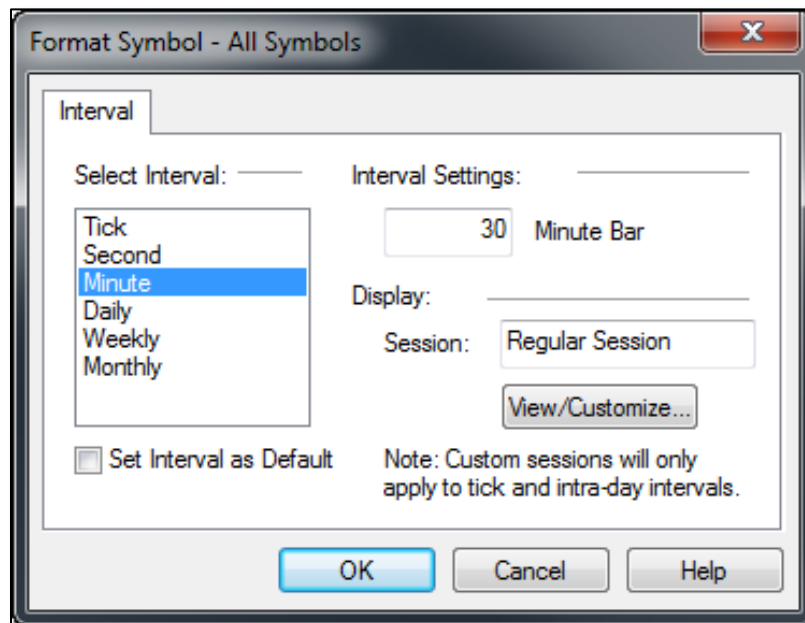 Format Symbol - All Symbols
Interval
Select Interval:
Tick
Second
Minute
Daily
Weekly
Monthly
Set Interval as Default
Interval Settings:
30 Minute Bar
Display:
Session: Regular Session
View/Customize...
Note: Custom sessions will only
apply to tick and intra-day intervals.
OK Cancel Help